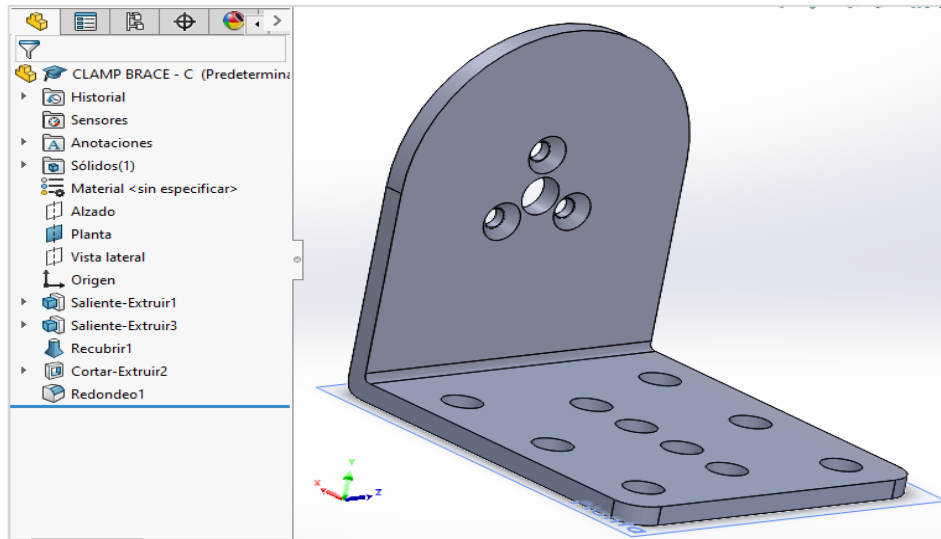 CLAMP BRACE - C (Predetermina
Historial
Sensores
Anotaciones
Sólidos(1)
Material <sin especificar>
Alzado
Planta
Vista lateral
Origen
Saliente-Extruir1
Saliente-Extruir3
Recubrir1
Cortar-Extruir2
Redondeo1
Y
X
Z
Planta